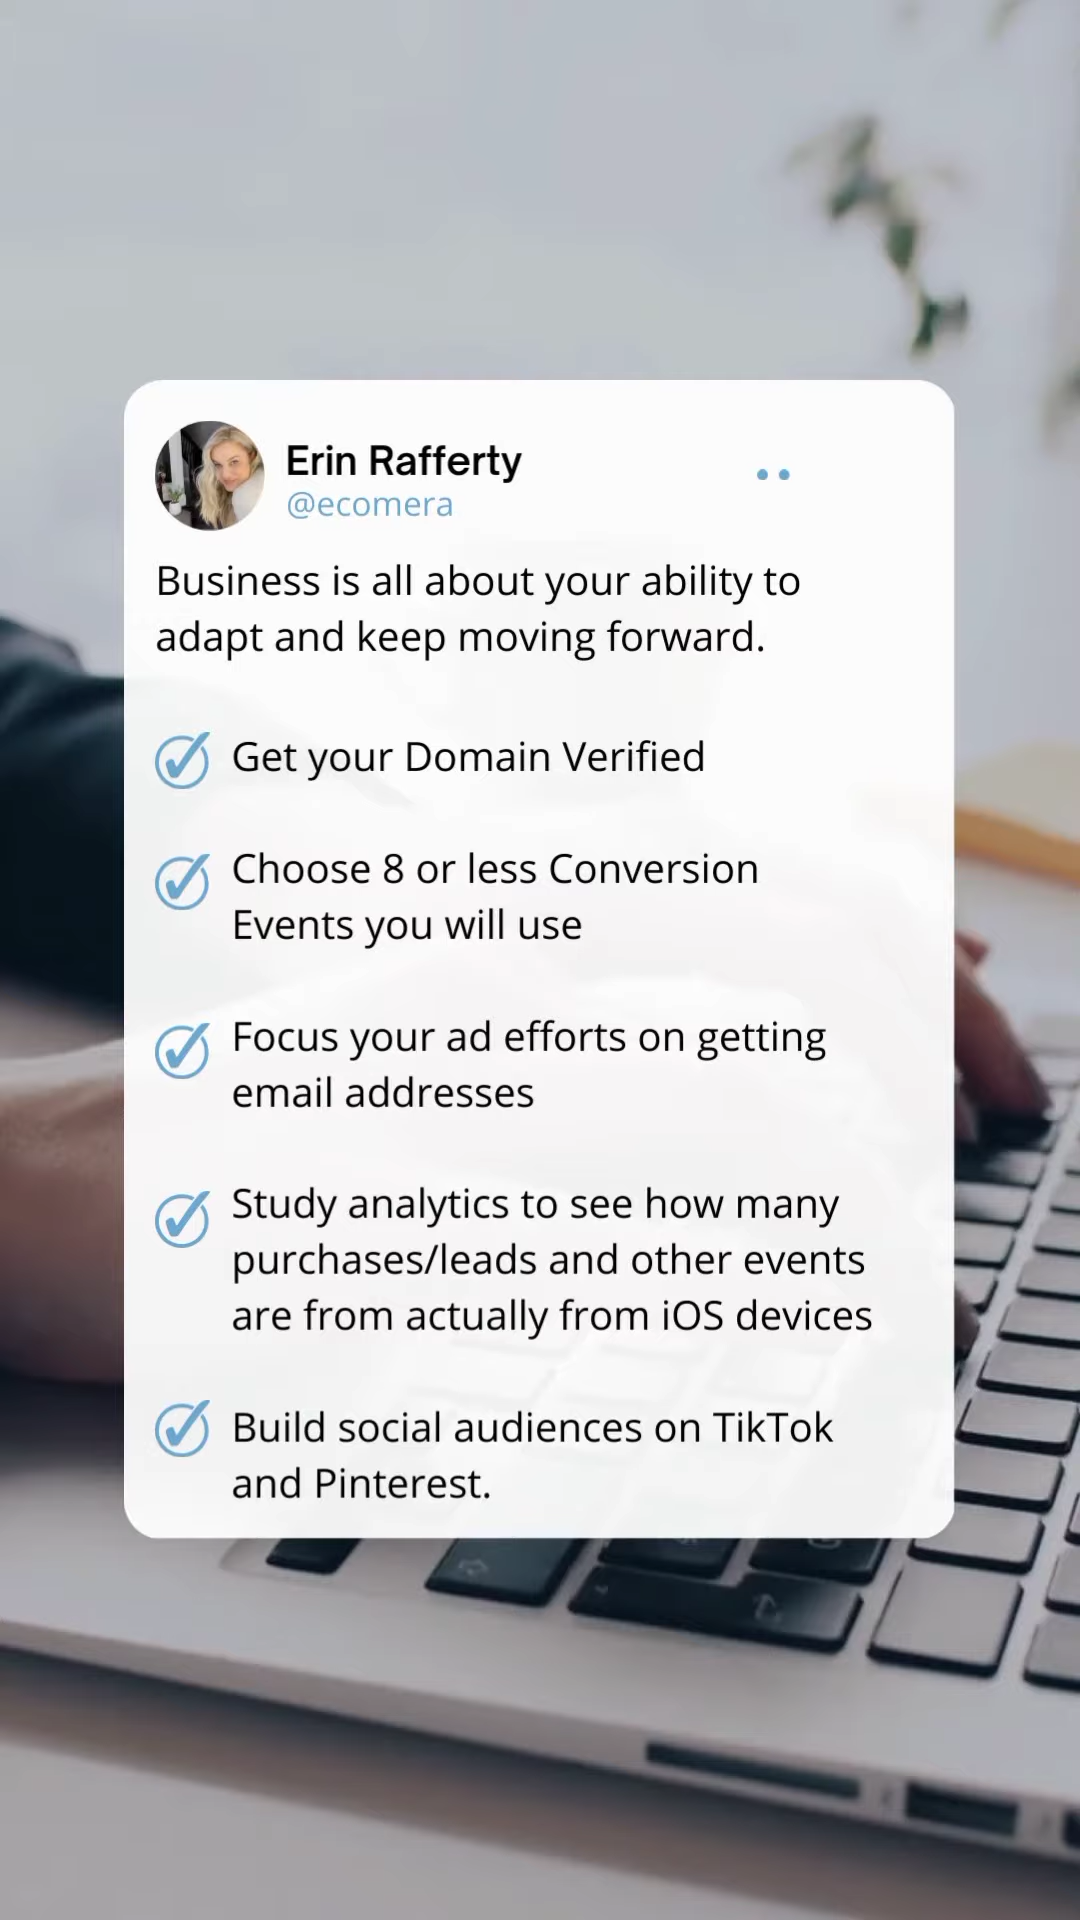 Erin Rafferty
@ecomera
Business is all about your ability to
adapt and keep moving forward.
Get your Domain Verified
Choose 8 or less Conversion
Events you will use
Focus your ad efforts on getting
email addresses
Study analytics to see how many
purchases/leads and other events
are from actually from iOS devices
Build social audiences on TikTok
and Pinterest.